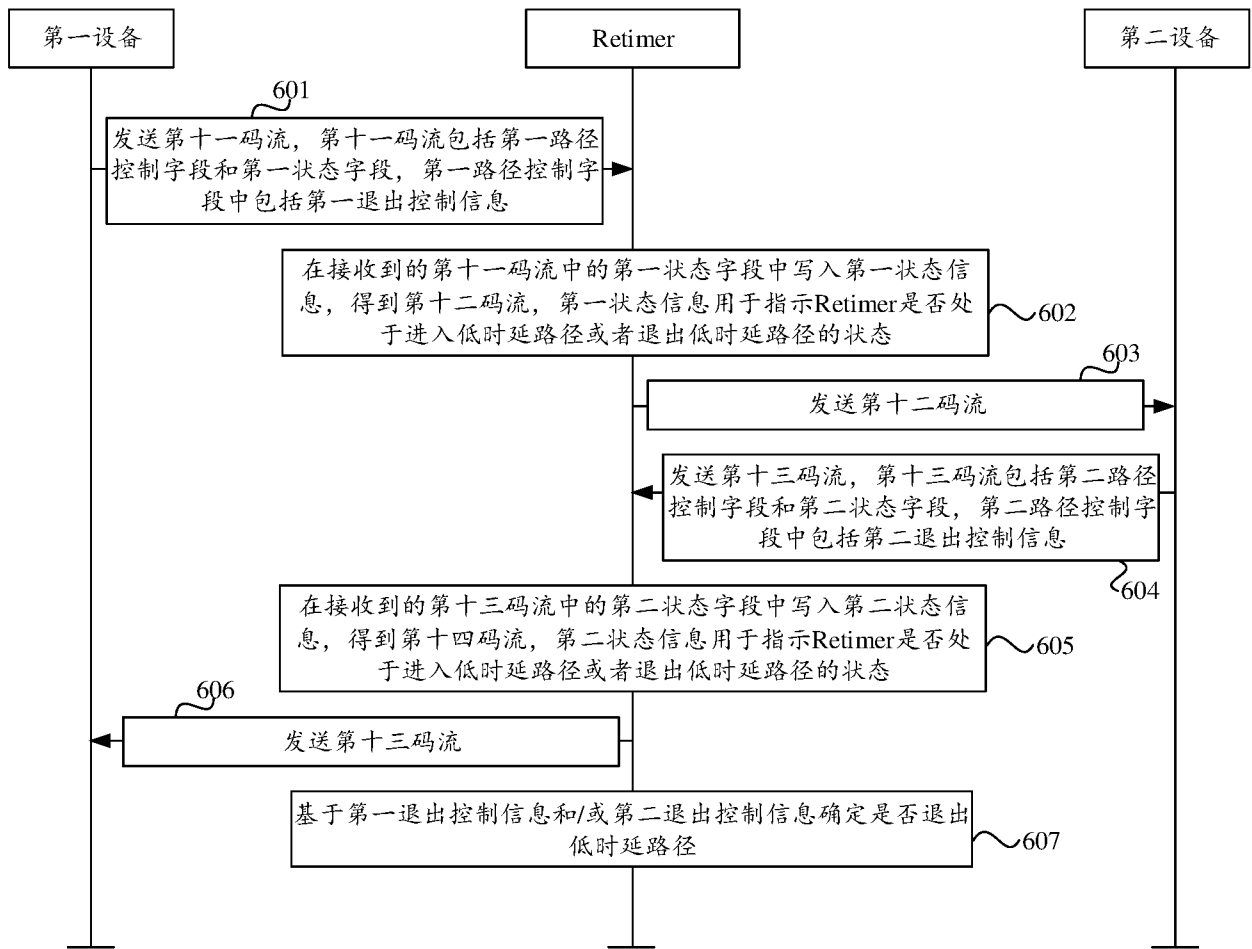 第一设备
Retimer
第二设备
601
发送第十一码流，第十一码流包括第一路径
控制字段和第一状态字段，第一路径控制字
段中包括第一退出控制信息
在接收到的第十一码流中的第一状态字段中写入第一状态信
息，得到第十二码流，第一状态信息用于指示Retimer是否处
于进入低时延路径或者退出低时延路径的状态
602
603
发送第十二码流
发送第十三码流，第十三码流包括第二路径
控制字段和第二状态字段，第二路径控制字
段中包括第二退出控制信息
604
在接收到的第十三码流中的第二状态字段中写入第二状态信
息，得到第十四码流，第二状态信息用于指示Retimer是否处
于进入低时延路径或者退出低时延路径的状态
605
606
发送第十三码流
基于第一退出控制信息和/或第二退出控制信息确定是否退出
低时延路径
607